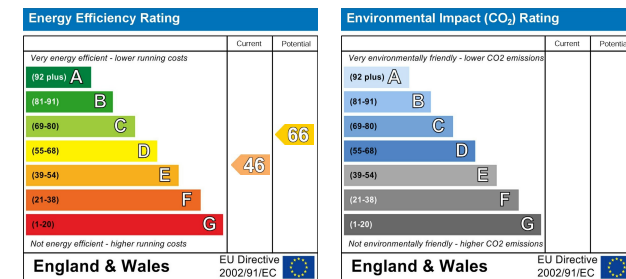 Energy Efficiency Rating
Current Potential
Very energy efficient - lower running costs
(92 plus) A
(81-91) B
(69-80) C
(55-68) D
(39-54) E
(21-38) F
(1-20) G
46
66
Not energy efficient - higher running costs
England & Wales
EU Directive
2002/91/EC
Environmental Impact (CO₂) Rating
Current Potential
Very environmentally friendly - lower CO2 emissions
(92 plus) A
(81-91) B
(69-80) C
(55-68) D
(39-54) E
(21-38) F
(1-20) G
Not environmentally friendly - higher CO2 emissions
England & Wales
EU Directive
2002/91/EC